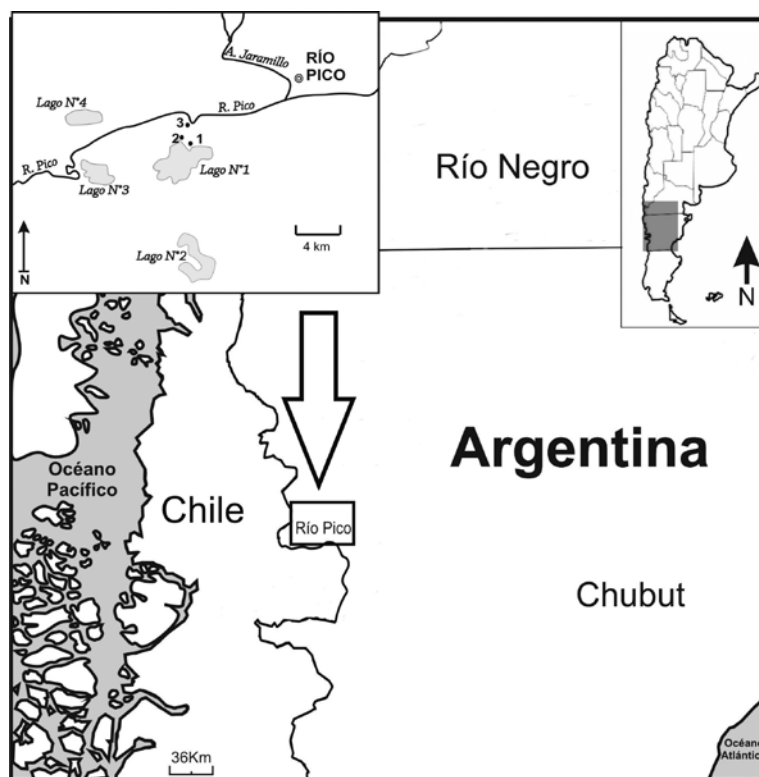 A. Jaramillo
RÍO
PICO
Lago N°4
R. Pico
3
2
1
R. Pico
Lago N°3
Lago N°1
Lago N°2
4 km
N
Río Negro
N
Argentina
Océano
Pacífico
Chile
Río Pico
Chubut
36Km
Océano
Atlántic